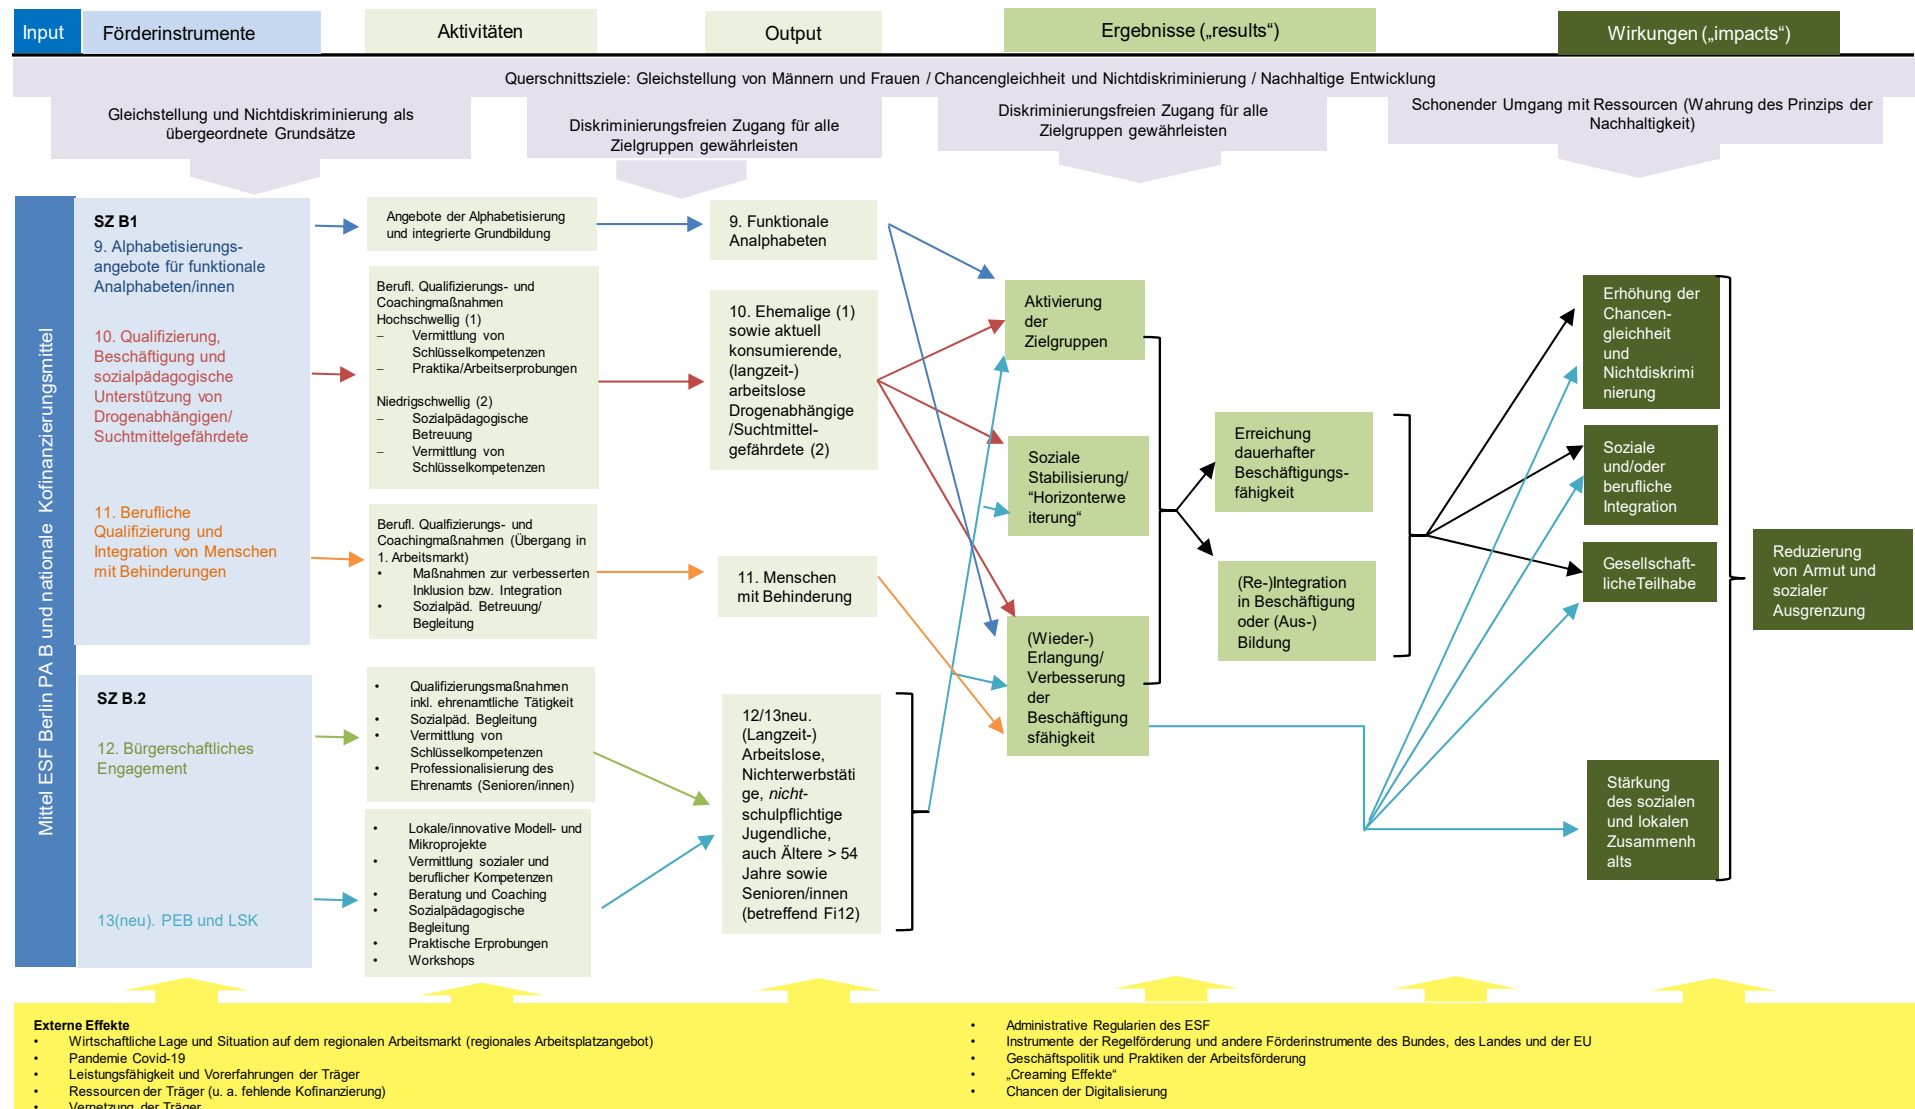 Input
Förderinstrumente
Aktivitäten
Output
Ergebnisse („results“)
Wirkungen („impacts“)
Querschnittsziele: Gleichstellung von Männern und Frauen / Chancengleichheit und Nichtdiskriminierung / Nachhaltige Entwicklung
Gleichstellung und Nichtdiskriminierung als
übergeordnete Grundsätze
Diskriminierungsfreien Zugang für alle
Zielgruppen gewährleisten
Diskriminierungsfreien Zugang für alle
Zielgruppen gewährleisten
Schonender Umgang mit Ressourcen (Wahrung des Prinzips der
Nachhaltigkeit)
Mittel ESF Berlin PA B und nationale Kofinanzierungsmittel
SZ B1
9. Alphabetisierungs-
angebote für funktionale
Analphabeten/innen
10. Qualifizierung,
Beschäftigung und
sozialpädagogische
Unterstützung von
Drogenabhängigen/
Suchtmittelgefährdete
11. Berufliche
Qualifizierung und
Integration von Menschen
mit Behinderungen
SZ B.2
12. Bürgerschaftliches
Engagement
13(neu). PEB und LSK
Angebote der Alphabetisierung
und integrierte Grundbildung
Berufl. Qualifizierungs- und
Coachingmaßnahmen
Hochschwellig (1)
– Vermittlung von
Schlüsselkompetenzen
– Praktika/Arbeitserprobungen
Niedrigschwellig (2)
– Sozialpädagogische
Betreuung
– Vermittlung von
Schlüsselkompetenzen
Berufl. Qualfizierungs- und
Coachingmaßnahmen (Übergang in
1. Arbeitsmarkt)
• Maßnahmen zur verbesserten
Inklusion bzw. Integration
• Sozialpäd. Betreuung/
Begleitung
• Qualifizierungsmaßnahmen
inkl. ehrenamtliche Tätigkeit
• Sozialpäd. Begleitung
• Vermittlung von
Schlüsselkompetenzen
• Professionalisierung des
Ehrenamts (Senioren/innen)
• Lokale/innovative Modell- und
Mikroprojekte
• Vermittlung sozialer und
beruflicher Kompetenzen
• Beratung und Coaching
• Sozialpädagogische
Begleitung
• Praktische Erprobungen
• Workshops
9. Funktionale
Analphabeten
10. Ehemalige (1)
sowie aktuell
konsumierende,
(langzeit-)
arbeitslose
Drogenabhängige
/Suchtmittel-
gefährdete (2)
11. Menschen
mit Behinderung
12/13neu.
(Langzeit-)
Arbeitslose,
Nichterwerbstäti
ge, nicht-
schulpflichtige
Jugendliche,
auch Ältere > 54
Jahre sowie
Senioren/innen
(betreffend Fi12)
Aktivierung
der
Zielgruppen
Soziale
Stabilisierung/
“Horizonterwe
iterung“
(Wieder-)
Erlangung/
Verbesserung
der
Beschäftigung
sfähigkeit
Erreichung
dauerhafter
Beschäftigungs-
fähigkeit
(Re-)Integration
in Beschäftigung
oder (Aus-)
Bildung
Erhöhung der
Chancen-
gleichheit
und
Nichtdiskrimi
nierung
Soziale
und/oder
berufliche
Integration
Gesellschaft-
licheTeilhabe
Stärkung
des sozialen
und lokalen
Zusammenh
alts
Reduzierung
von Armut und
sozialer
Ausgrenzung
Externe Effekte
• Wirtschaftliche Lage und Situation auf dem regionalen Arbeitsmarkt (regionales Arbeitsplatzangebot)
• Pandemie Covid-19
• Leistungsfähigkeit und Vorerfahrungen der Träger
• Ressourcen der Träger (u. a. fehlende Kofinanzierung)
• Vernetzung der Träger
• Administrative Regularien des ESF
• Instrumente der Regelförderung und andere Förderinstrumente des Bundes, des Landes und der EU
• Geschäftspolitik und Praktiken der Arbeitsförderung
• „Creaming Effekte“
• Chancen der Digitalisierung